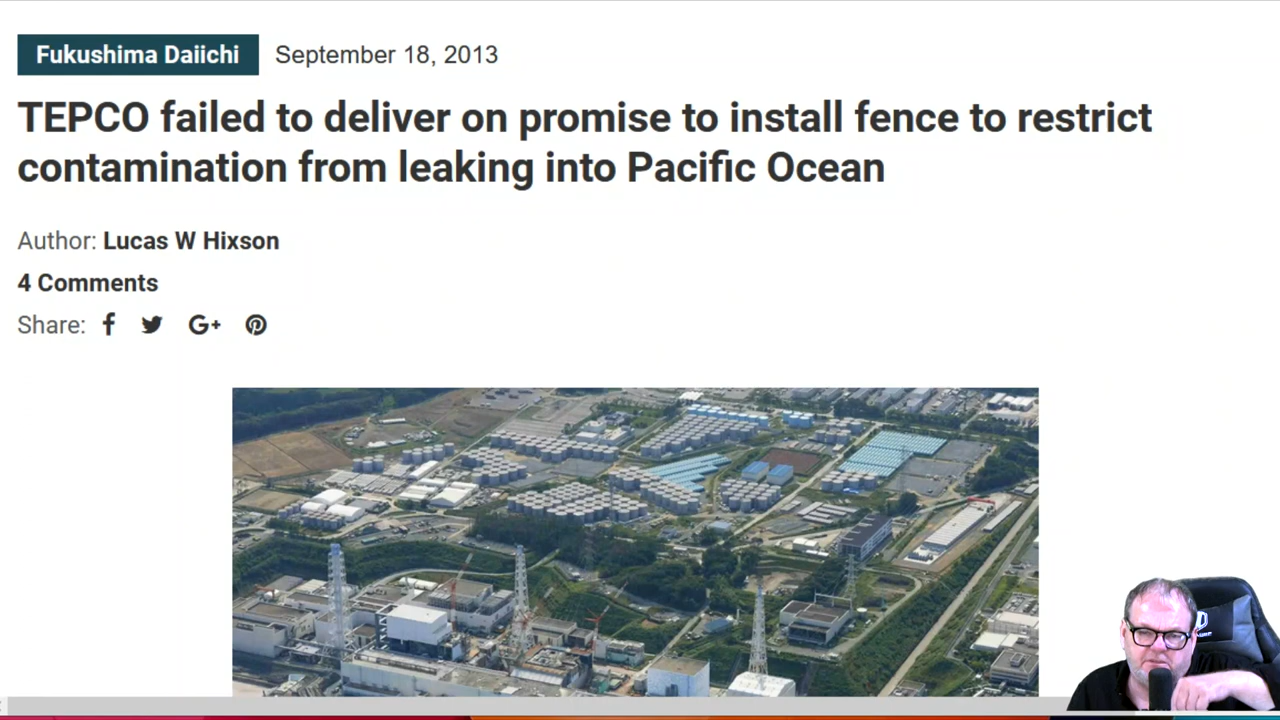 Fukushima Daiichi September 18, 2013
TEPCO failed to deliver on promise to install fence to restrict
contamination from leaking into Pacific Ocean
Author: Lucas W Hixson
4 Comments
Share: